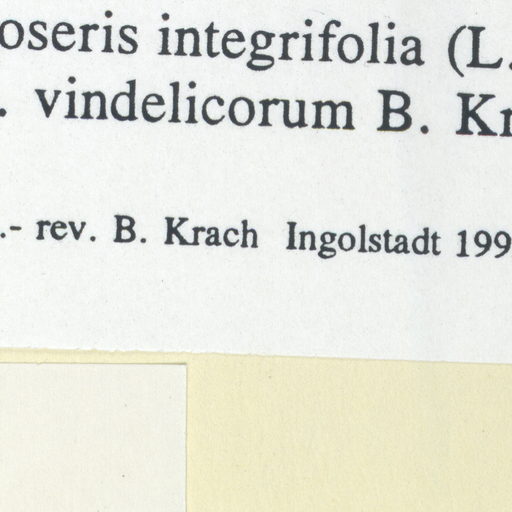 oseris integrifolia (L.
. vindelicorum B. Kr
.- rev. B. Krach Ingolstadt 199